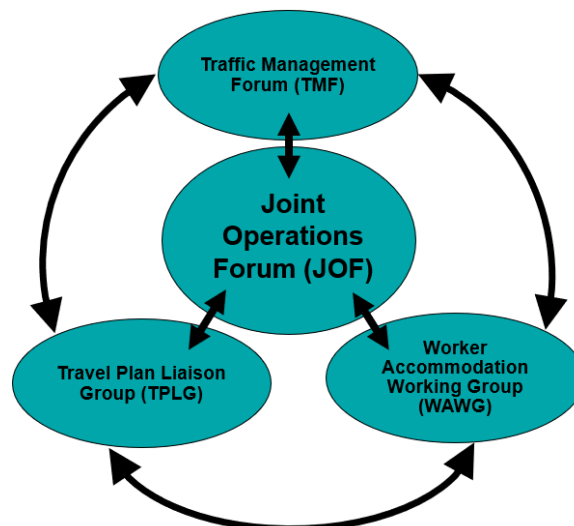 Traffic Management
Forum (TMF)
Joint
Operations
Forum (JOF)
Travel Plan Liaison
Group (TPLG)
Worker
Accommodation
Working Group
(WAWG)